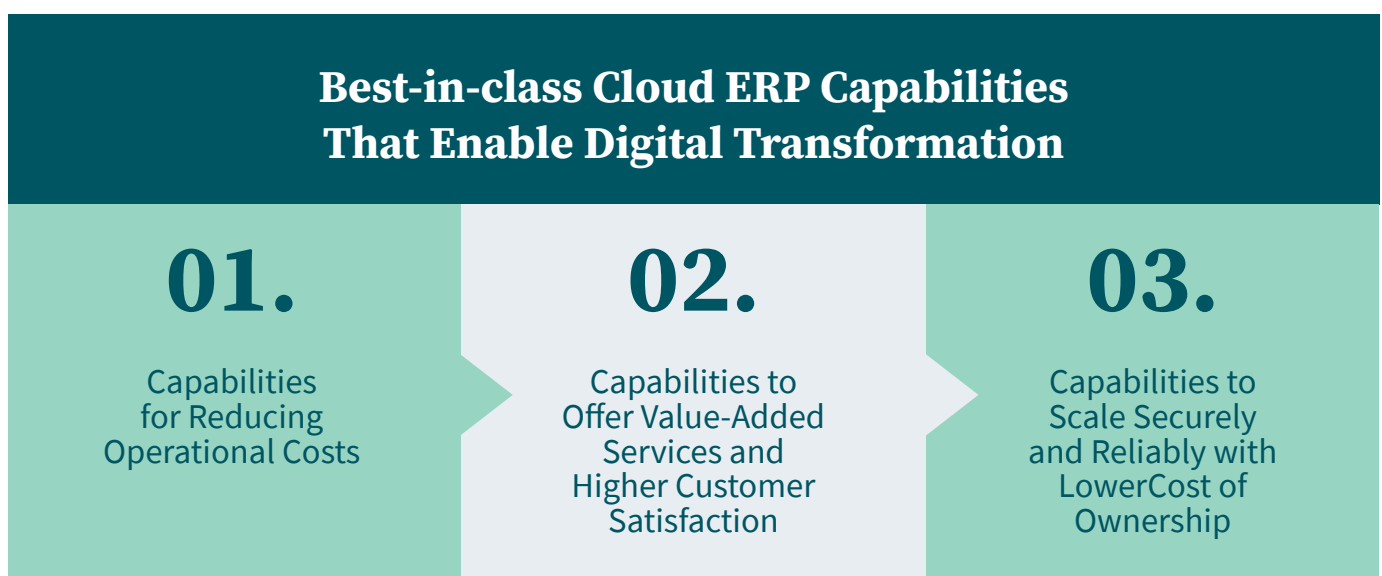 Best-in-class Cloud ERP Capabilities
That Enable Digital Transformation
01.
Capabilities
for Reducing
Operational Costs
02.
Capabilities to
Offer Value-Added
Services and
Higher Customer
Satisfaction
03.
Capabilities to
Scale Securely
and Reliably with
LowerCost of
Ownership